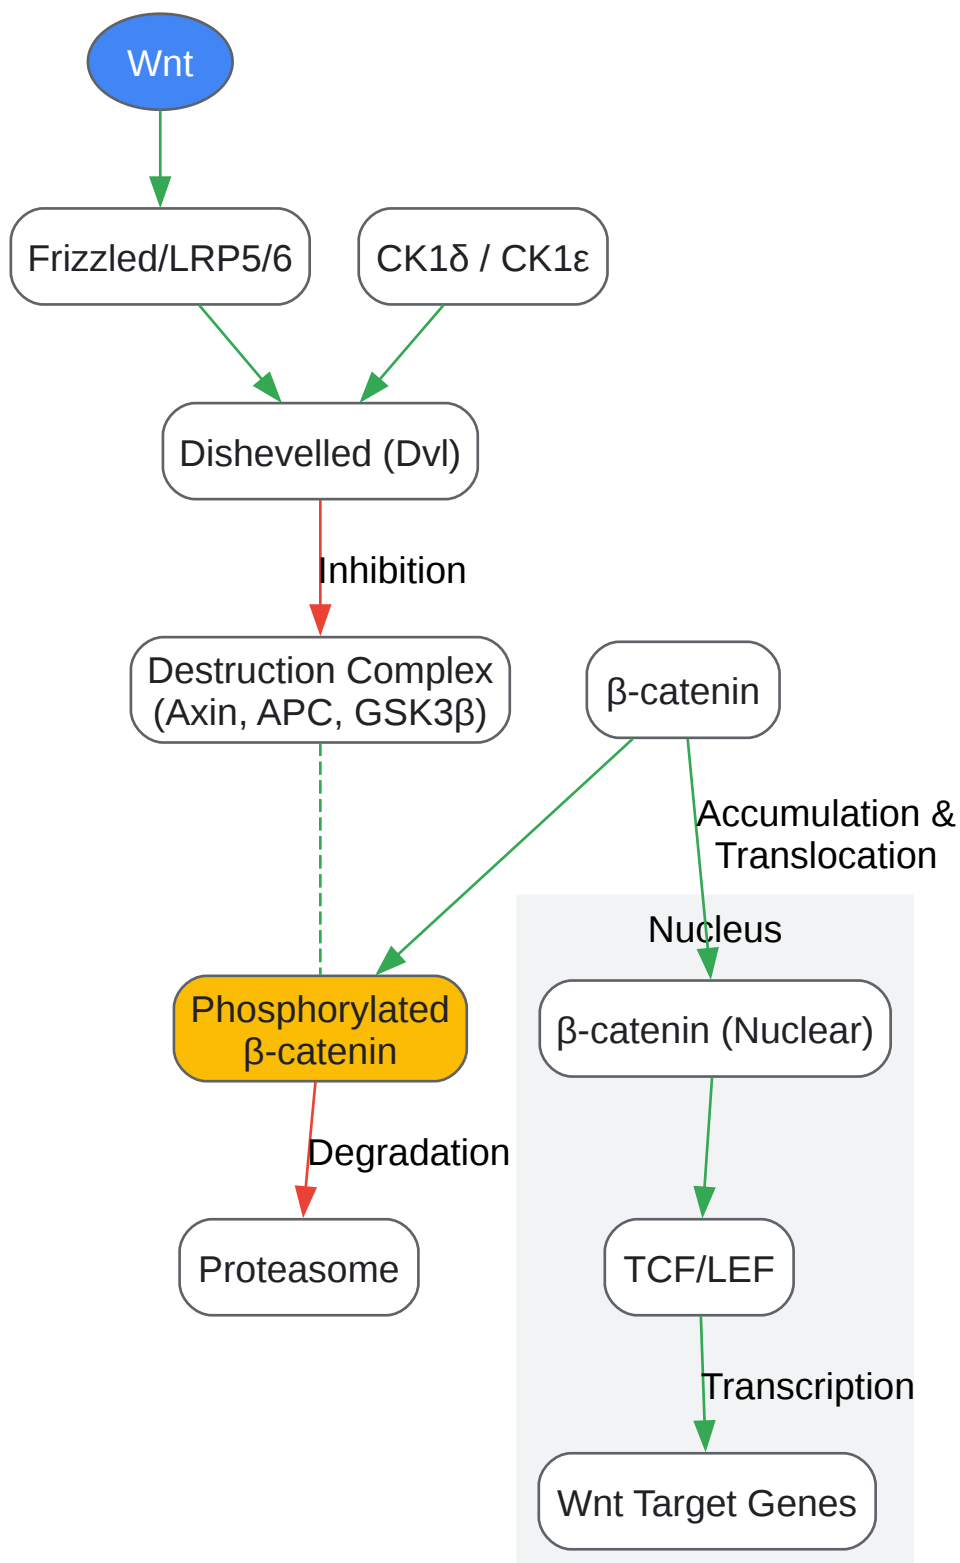 Wnt
Frizzled/LRP5/6
CK1δ / CK1ε
Dishevelled (Dvl)
Inhibition
Destruction Complex
(Axin, APC, GSK3β)
β-catenin
Accumulation &
Translocation
Nucleus
Phosphorylated
β-catenin
β-catenin (Nuclear)
Degradation
Proteasome
TCF/LEF
Transcription
Wnt Target Genes